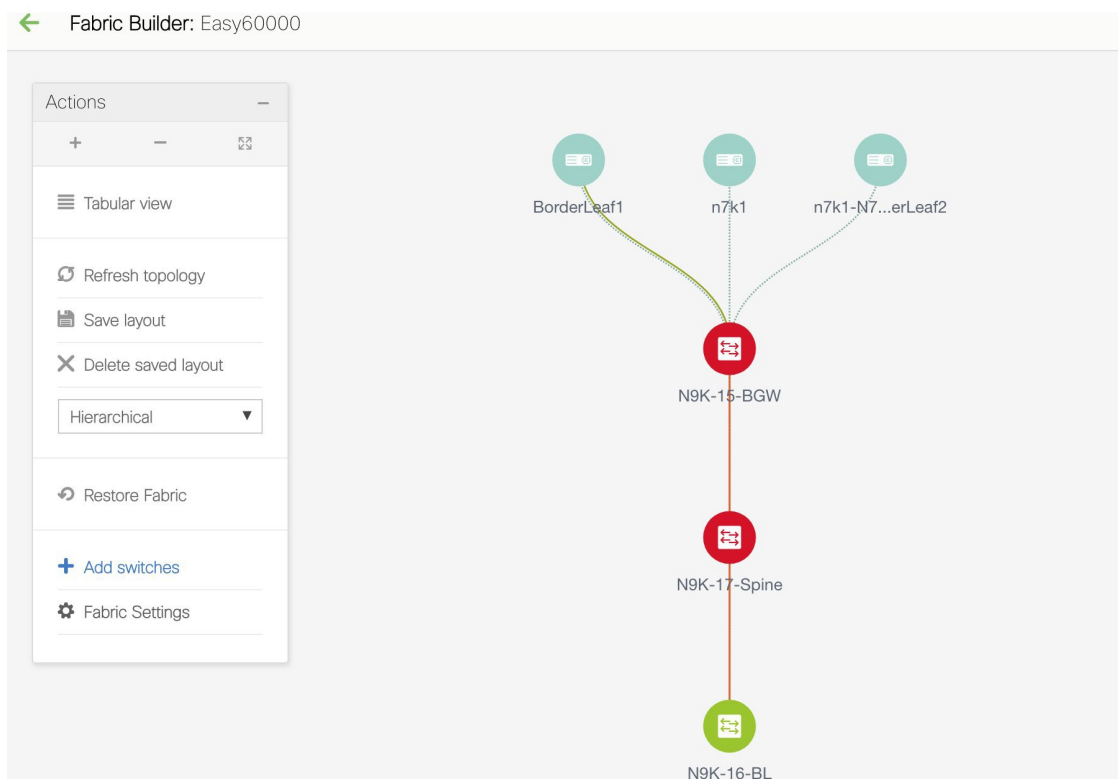 Fabric Builder: Easy60000
Actions
Tabular view
Refresh topology
Save layout
Delete saved layout
Hierarchical
Restore Fabric
Add switches
Fabric Settings
BorderLeaf1
n7k1
n7k1-N7...erLeaf2
N9K-15-BGW
N9K-17-Spine
N9K-16-BL